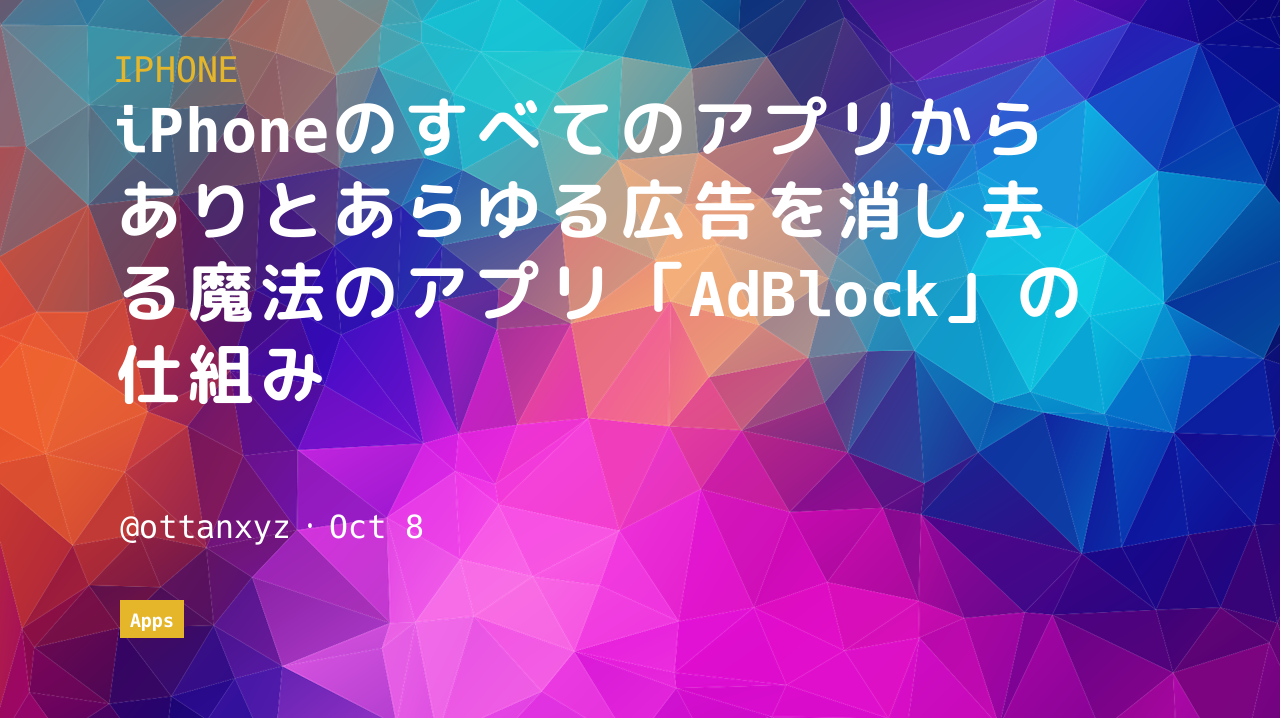 IPHONE
iPhoneのすべてのアプリから
ありとあらゆる広告を消し去
る魔法のアプリ「AdBlock」の
仕組み
@ottanxyz・Oct 8
Apps